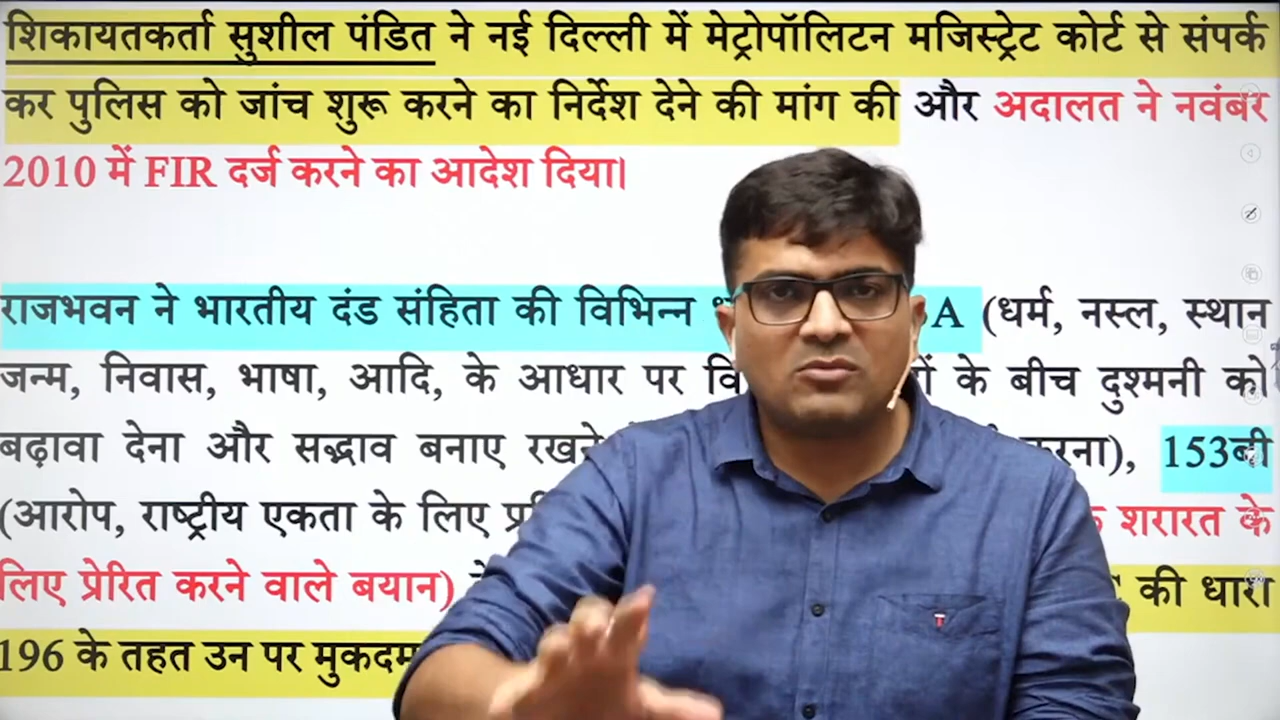 शिकायतकर्ता सुशील पंडित ने नई दिल्ली में मेट्रोपॉलिटन मजिस्ट्रेट कोर्ट से संपर्क
कर पुलिस को जांच शुरू करने का निर्देश देने की मांग की और अदालत ने नवंबर
2010 में FIR दर्ज करने का आदेश दिया।
राजभवन ने भारतीय दंड संहिता की विभिन्न A (धर्म, नस्ल, स्थान
जन्म, निवास, भाषा, आदि, के आधार पर के बीच दुश्मनी को
बढ़ावा देना और सद्भाव बनाए रखने करना), 153बी
(आरोप, राष्ट्रीय एकता के लिए शरारत के
लिए प्रेरित करने वाले बयान) की धारा
196 के तहत उन पर